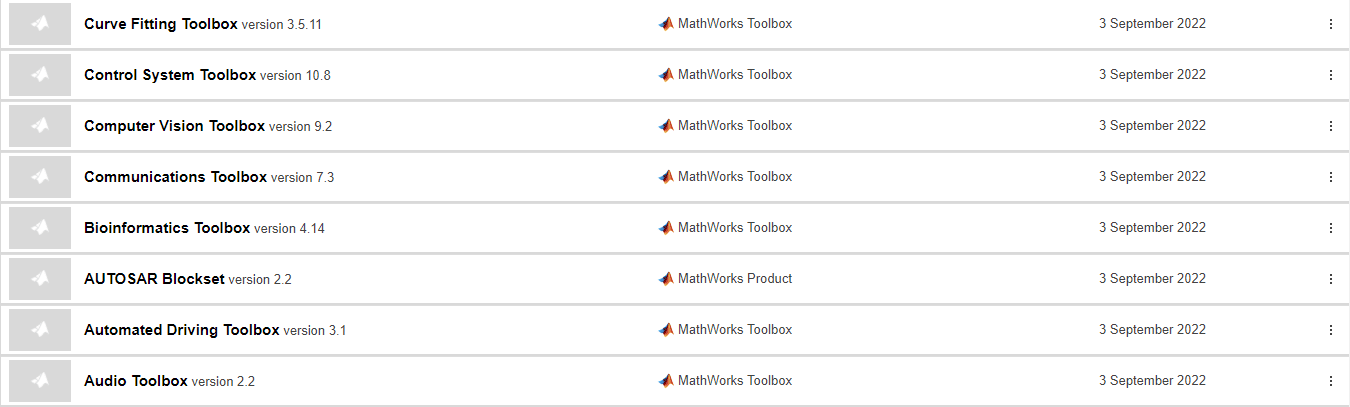 Curve Fitting Toolbox version 3.5.11 MathWorks Toolbox 3 September 2022
Control System Toolbox version 10.8 MathWorks Toolbox 3 September 2022
Computer Vision Toolbox version 9.2 MathWorks Toolbox 3 September 2022
Communications Toolbox version 7.3 MathWorks Toolbox 3 September 2022
Bioinformatics Toolbox version 4.14 MathWorks Toolbox 3 September 2022
AUTOSAR Blockset version 2.2 MathWorks Product 3 September 2022
Automated Driving Toolbox version 3.1 MathWorks Toolbox 3 September 2022
Audio Toolbox version 2.2 MathWorks Toolbox 3 September 2022